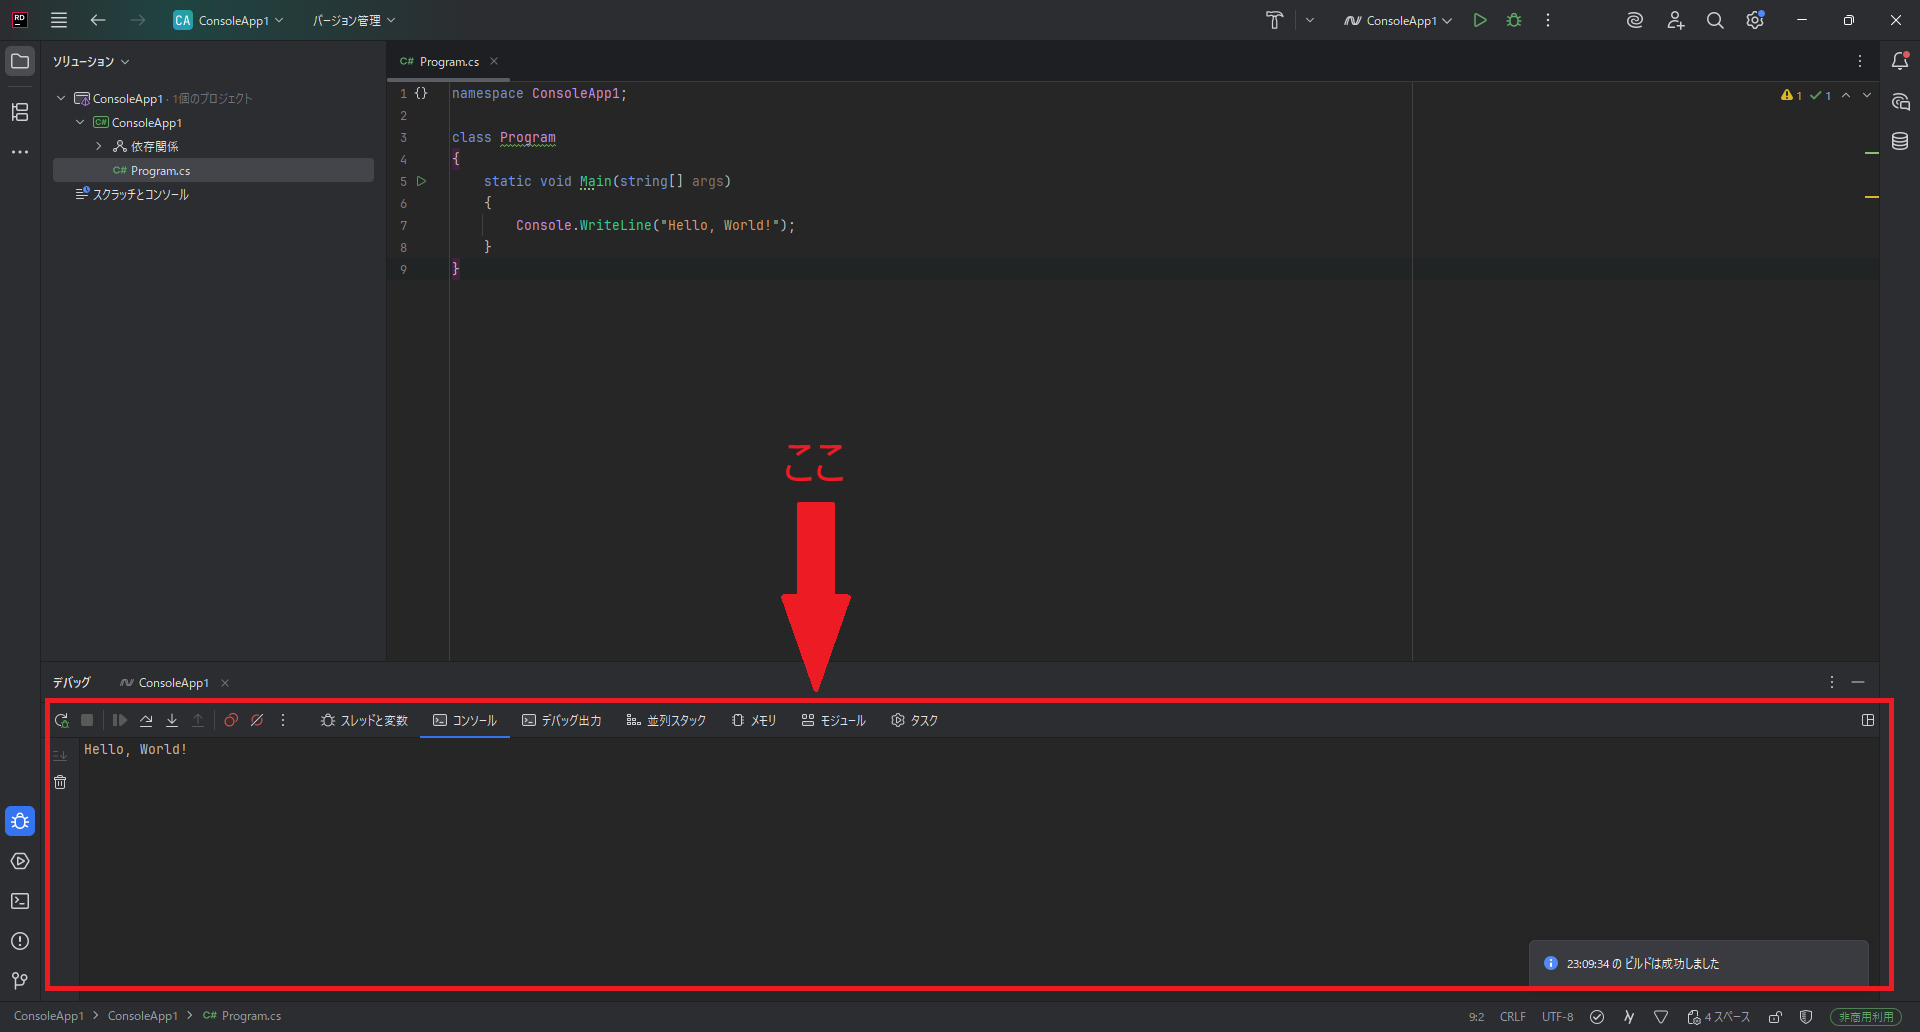 RD CA ConsoleApp1 バージョン管理 ConsoleApp1
ソリューション
ConsoleApp1 · 1個のプロジェクト
C# ConsoleApp1
依存関係
C# Program.cs
スクラッチとコンソール
C# Program.cs
1 {} namespace ConsoleApp1;
2
3 class Program
4 {
5 static void Main(string[] args)
6 {
7 Console.WriteLine("Hello, World!");
8 }
9 }
1 1
ここ
デバッグ ConsoleApp1
スレッドと変数 コンソール デバッグ出力 並列スタック メモリ モジュール タスク
Hello, World!
23:09:34 の ビルドは成功しました
ConsoleApp1 > ConsoleApp1 > C# Program.cs
9:2 CRLF UTF-8 4 スペース 非商用利用